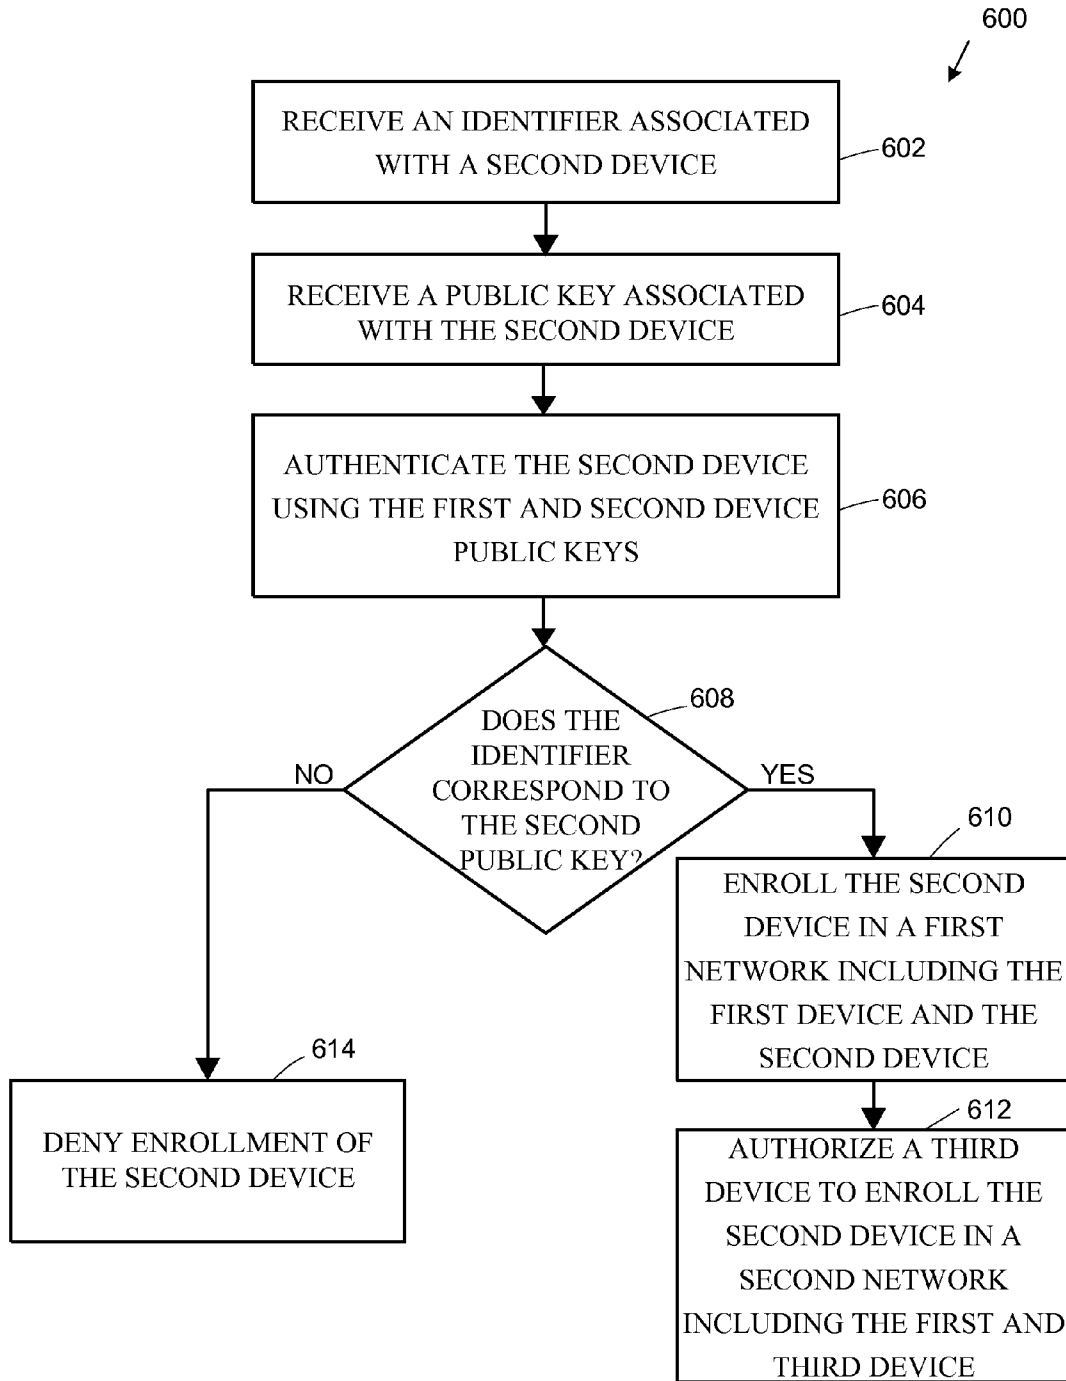 600
RECEIVE AN IDENTIFIER ASSOCIATED
WITH A SECOND DEVICE
602
RECEIVE A PUBLIC KEY ASSOCIATED
WITH THE SECOND DEVICE
604
AUTHENTICATE THE SECOND DEVICE
USING THE FIRST AND SECOND DEVICE
PUBLIC KEYS
606
608
DOES THE
IDENTIFIER
CORRESPOND TO
THE SECOND
PUBLIC KEY?
NO
YES
610
ENROLL THE SECOND
DEVICE IN A FIRST
NETWORK INCLUDING THE
FIRST DEVICE AND THE
SECOND DEVICE
614
DENY ENROLLMENT OF
THE SECOND DEVICE
612
AUTHORIZE A THIRD
DEVICE TO ENROLL THE
SECOND DEVICE IN A
SECOND NETWORK
INCLUDING THE FIRST AND
THIRD DEVICE